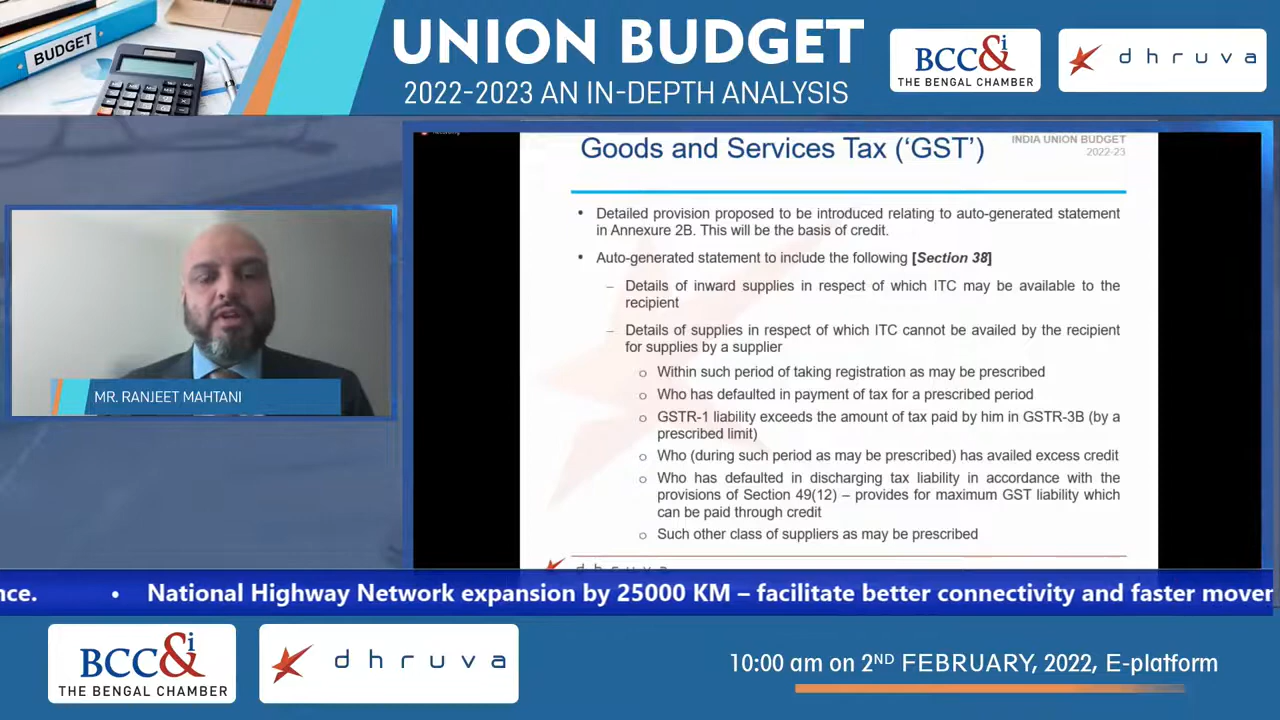 BUDGET
UNION BUDGET
2022-2023 AN IN-DEPTH ANALYSIS
BCC&i
THE BENGAL CHAMBER
dhruva
Goods and Services Tax (‘GST’)
INDIA UNION BUDGET
2022-23
• Detailed provision proposed to be introduced relating to auto-generated statement
in Annexure 2B. This will be the basis of credit.
• Auto-generated statement to include the following [Section 38]
– Details of inward supplies in respect of which ITC may be available to the
recipient
– Details of supplies in respect of which ITC cannot be availed by the recipient
for supplies by a supplier
o Within such period of taking registration as may be prescribed
o Who has defaulted in payment of tax for a prescribed period
o GSTR-1 liability exceeds the amount of tax paid by him in GSTR-3B (by a
prescribed limit)
o Who (during such period as may be prescribed) has availed excess credit
o Who has defaulted in discharging tax liability in accordance with the
provisions of Section 49(12) – provides for maximum GST liability which
can be paid through credit
o Such other class of suppliers as may be prescribed
dhruva
MR. RANJEET MAHTANI
nce. • National Highway Network expansion by 25000 KM – facilitate better connectivity and faster mover
BCC&i
THE BENGAL CHAMBER
dhruva
10:00 am on 2ND FEBRUARY, 2022, E-platform